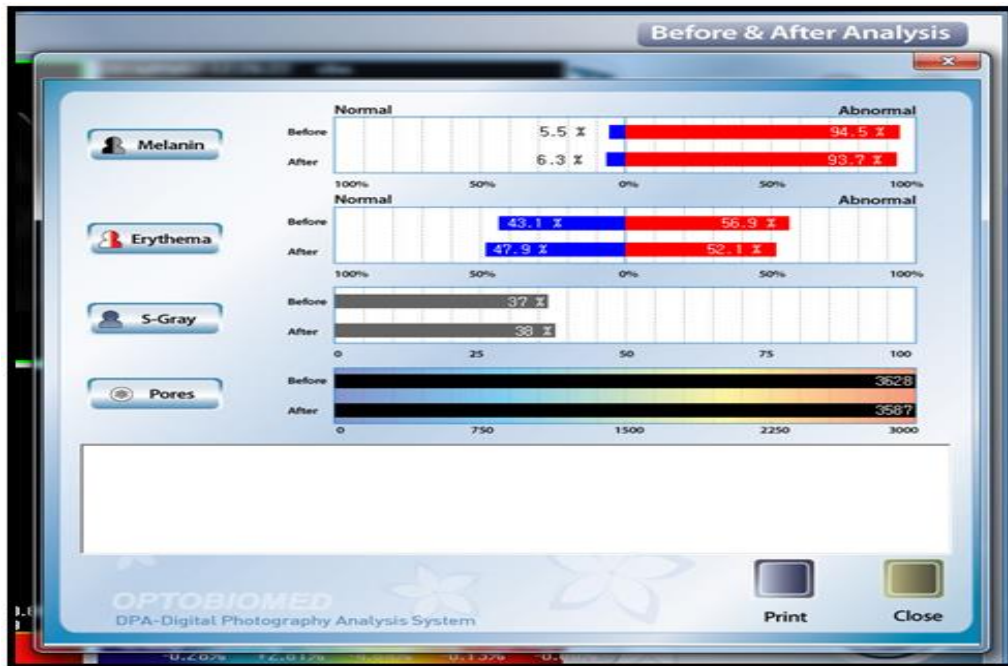 Before & After Analysis
Normal Abnormal
Melanin
Before 5.5 % 94.5 %
After 6.3 % 93.7 %
100% 50% 0% 50% 100%
Normal Abnormal
Erythema
Before 43.1 % 56.9 %
After 47.9 % 52.1 %
100% 50% 0% 50% 100%
S-Gray
Before 37 %
After 38 %
0 25 50 75 100
Pores
Before 3628
After 3587
0 750 1500 2250 3000
OPTOBIOMED
DPA-Digital Photography Analysis System
Print Close